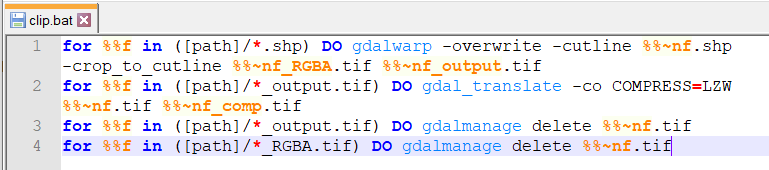 clip.bat
1 for %%f in ([path]/*.shp) DO gdalwarp -overwrite -cutline %%~nf.shp
-crop_to_cutline %%~nf_RGBA.tif %%~nf_output.tif
2 for %%f in ([path]/*_output.tif) DO gdal_translate -co COMPRESS=LZW
%%~nf.tif %%~nf_comp.tif
3 for %%f in ([path]/*_output.tif) DO gdalmanage delete %%~nf.tif
4 for %%f in ([path]/*_RGBA.tif) DO gdalmanage delete %%~nf.tif